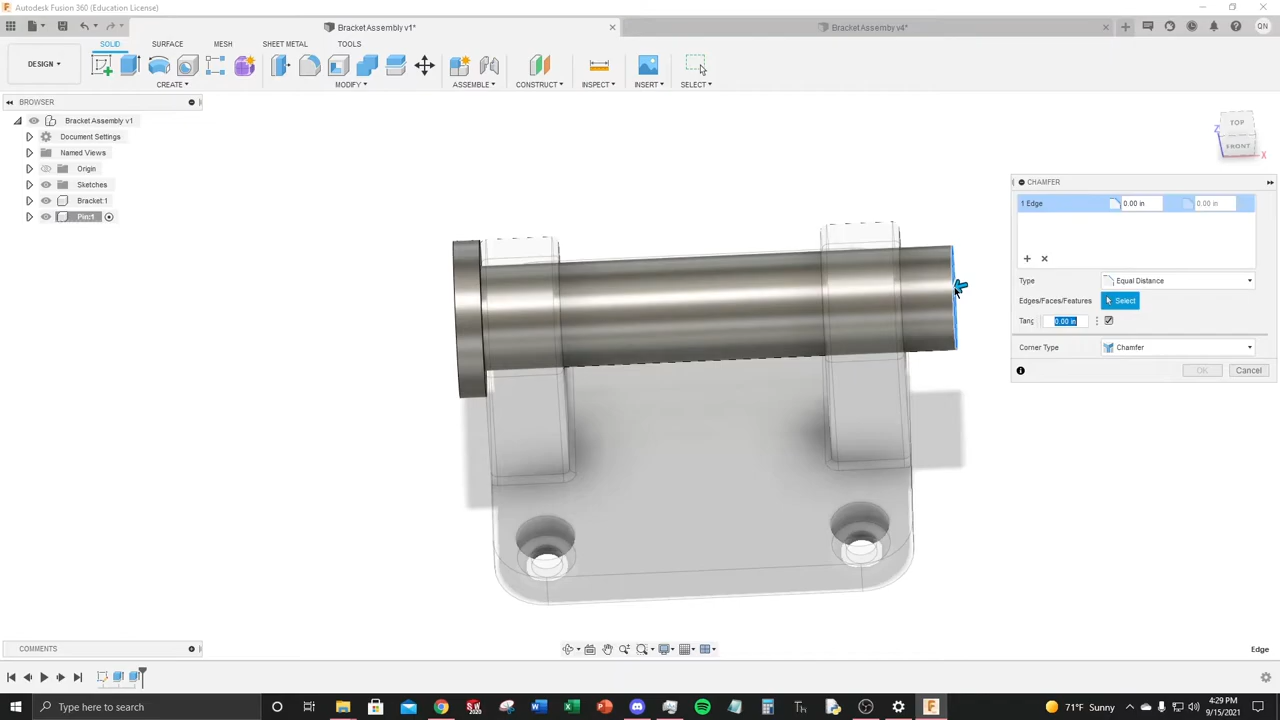 Autodesk Fusion 360 (Education License)
Bracket Assembly v1*
Bracket Assembly v4*
QN
SOLID SURFACE MESH SHEET METAL TOOLS
DESIGN
CREATE MODIFY ASSEMBLE CONSTRUCT INSPECT INSERT SELECT
BROWSER
Bracket Assembly v1
Document Settings
Named Views
Origin
Sketches
Bracket:1
Pin:1
TOP
FRONT
Z
X
CHAMFER
1 Edge 0.00 in 0.00 in
Type Equal Distance
Edges/Faces/Features Select
Tang 0.00 in
Corner Type Chamfer
OK Cancel
COMMENTS
Edge
Type here to search
71°F Sunny
4:29 PM
9/15/2021